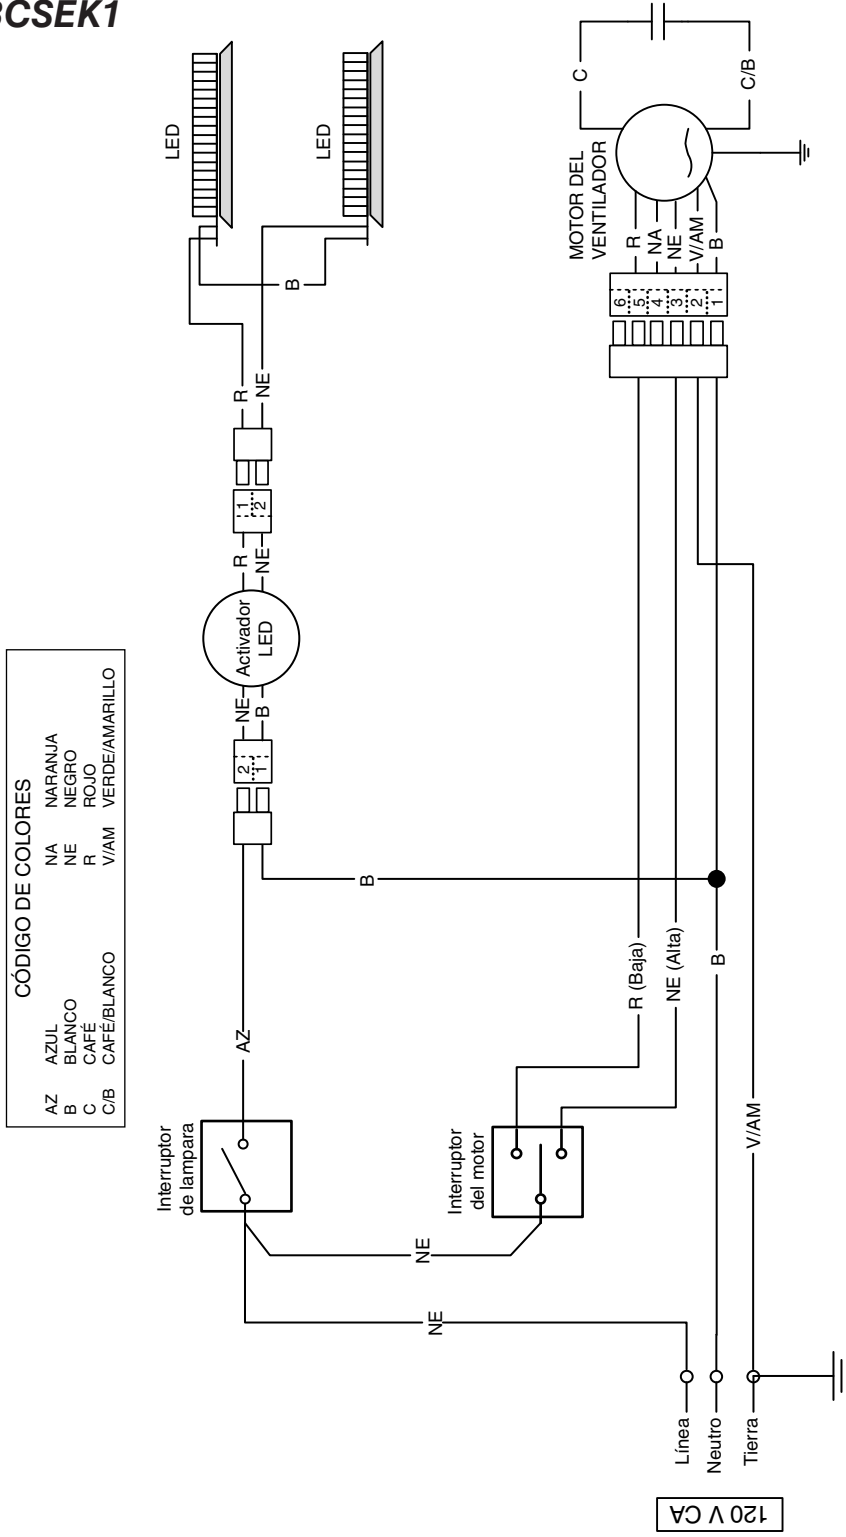 BCSEK1
CÓDIGO DE COLORES
AZ AZUL NA NARANJA
B BLANCO NE NEGRO
C CAFÉ R ROJO
C/B CAFÉ/BLANCO V/AM VERDE/AMARILLO
LED
LED
B
R
NE
1
2
R
NE
Activador
LED
NE
B
2
1
B
AZ
Interruptor
de lampara
Interruptor
del motor
NE
NE
C
C/B
MOTOR DEL
VENTILADOR
R
NA
NE
V/AM
B
6
5
4
3
2
1
R (Baja)
NE (Alta)
B
V/AM
Línea
Neutro
Tierra
120 V CA